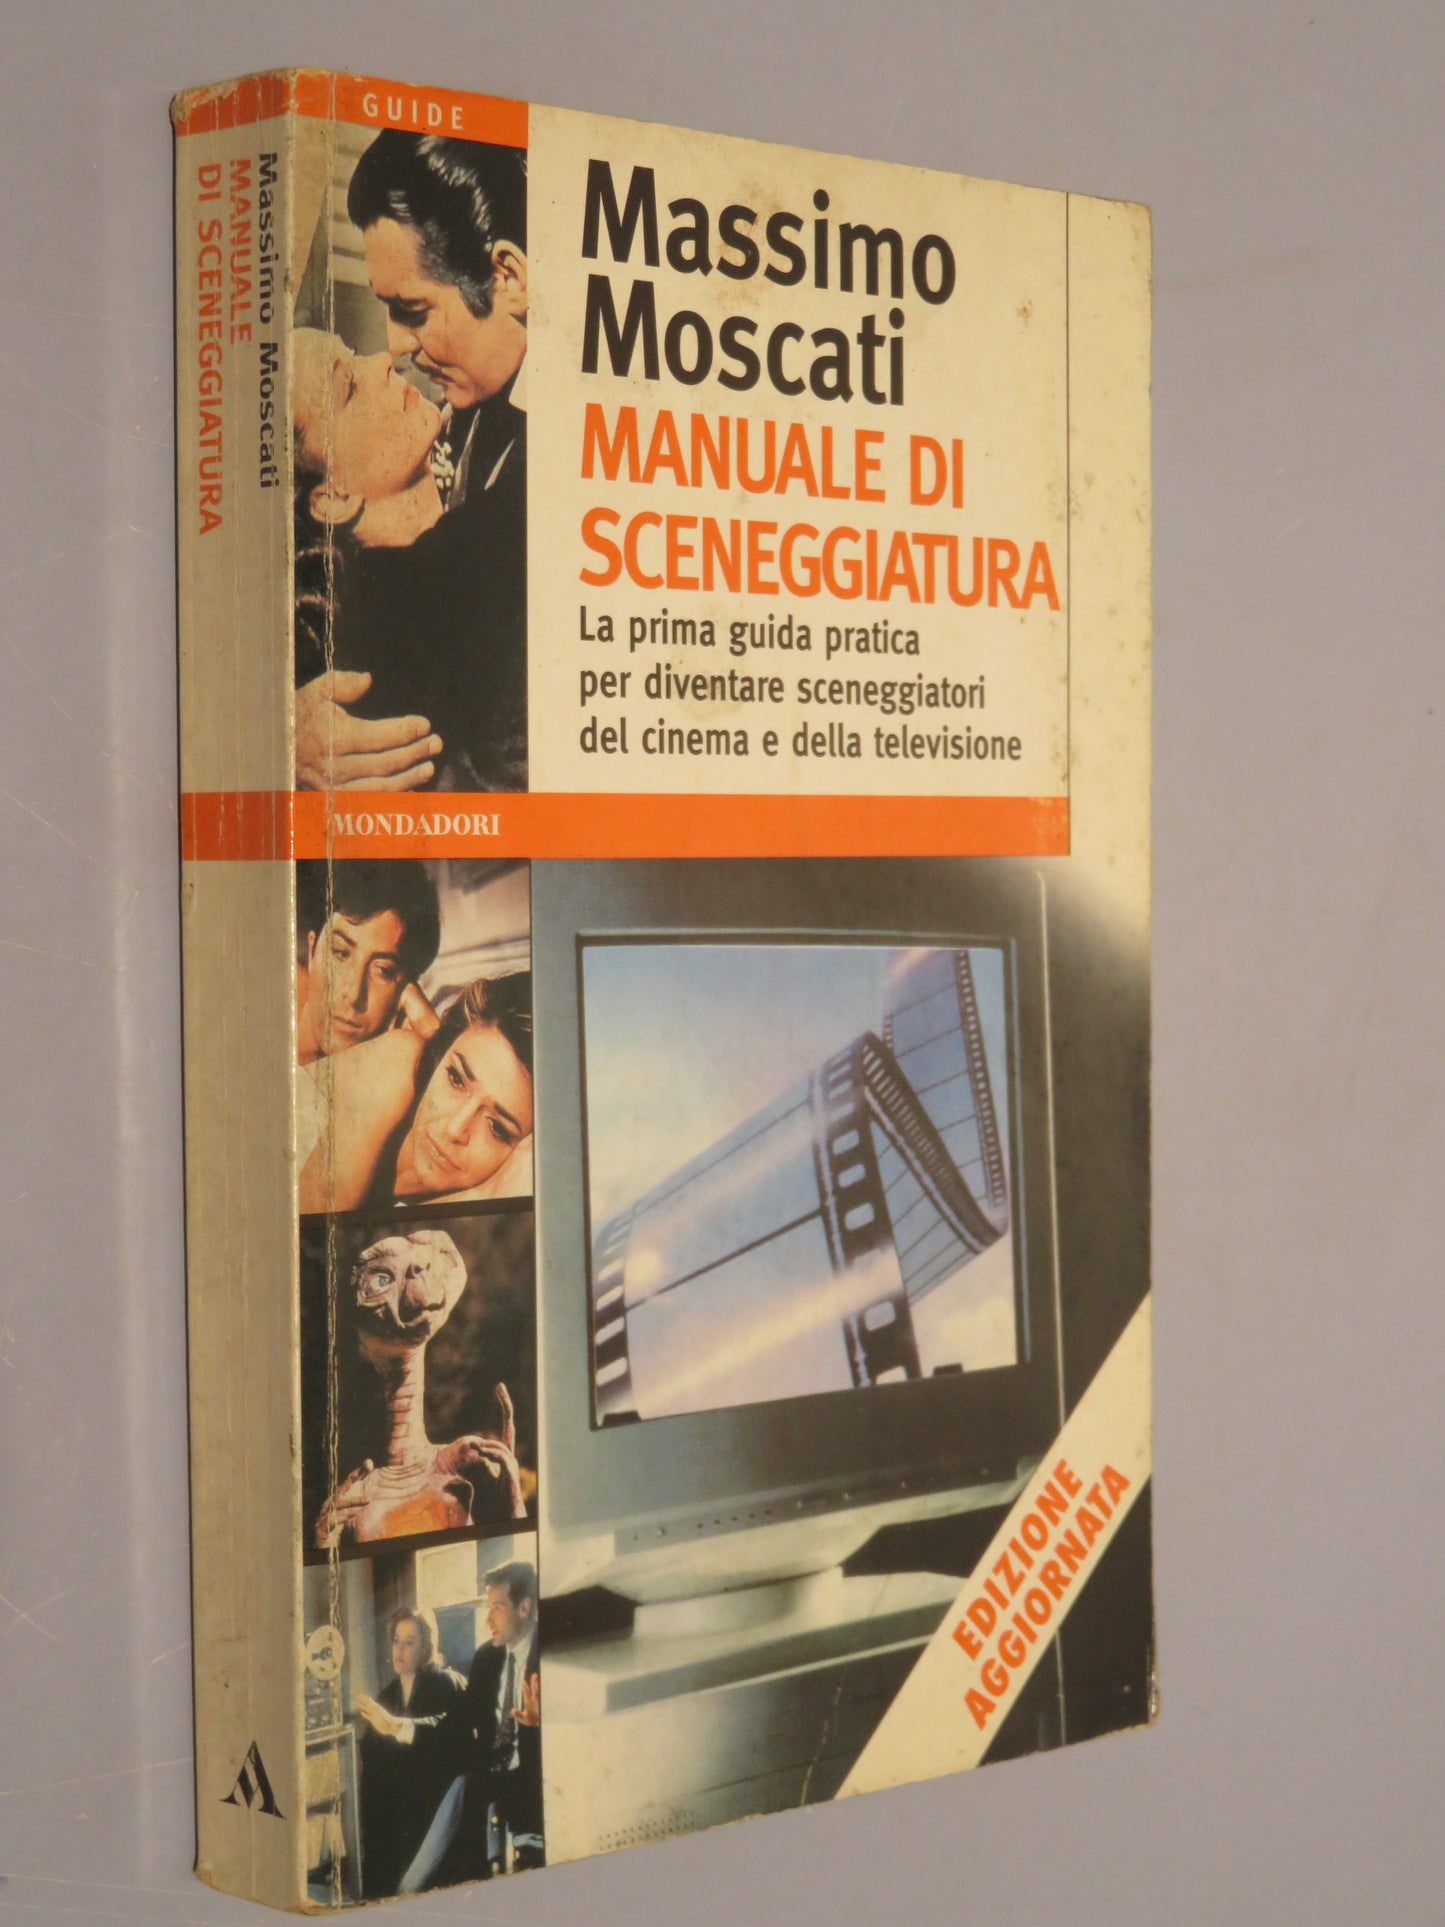 GUIDE
Massimo
Moscati
MANUALE DI
SCENEGGIATURA
La prima guida pratica
per diventare sceneggiatori
del cinema e della televisione
MONDADORI
EDIZIONE
AGGIORNATA
Massimo Moscati
MANUALE
DI SCENEGGIATURA